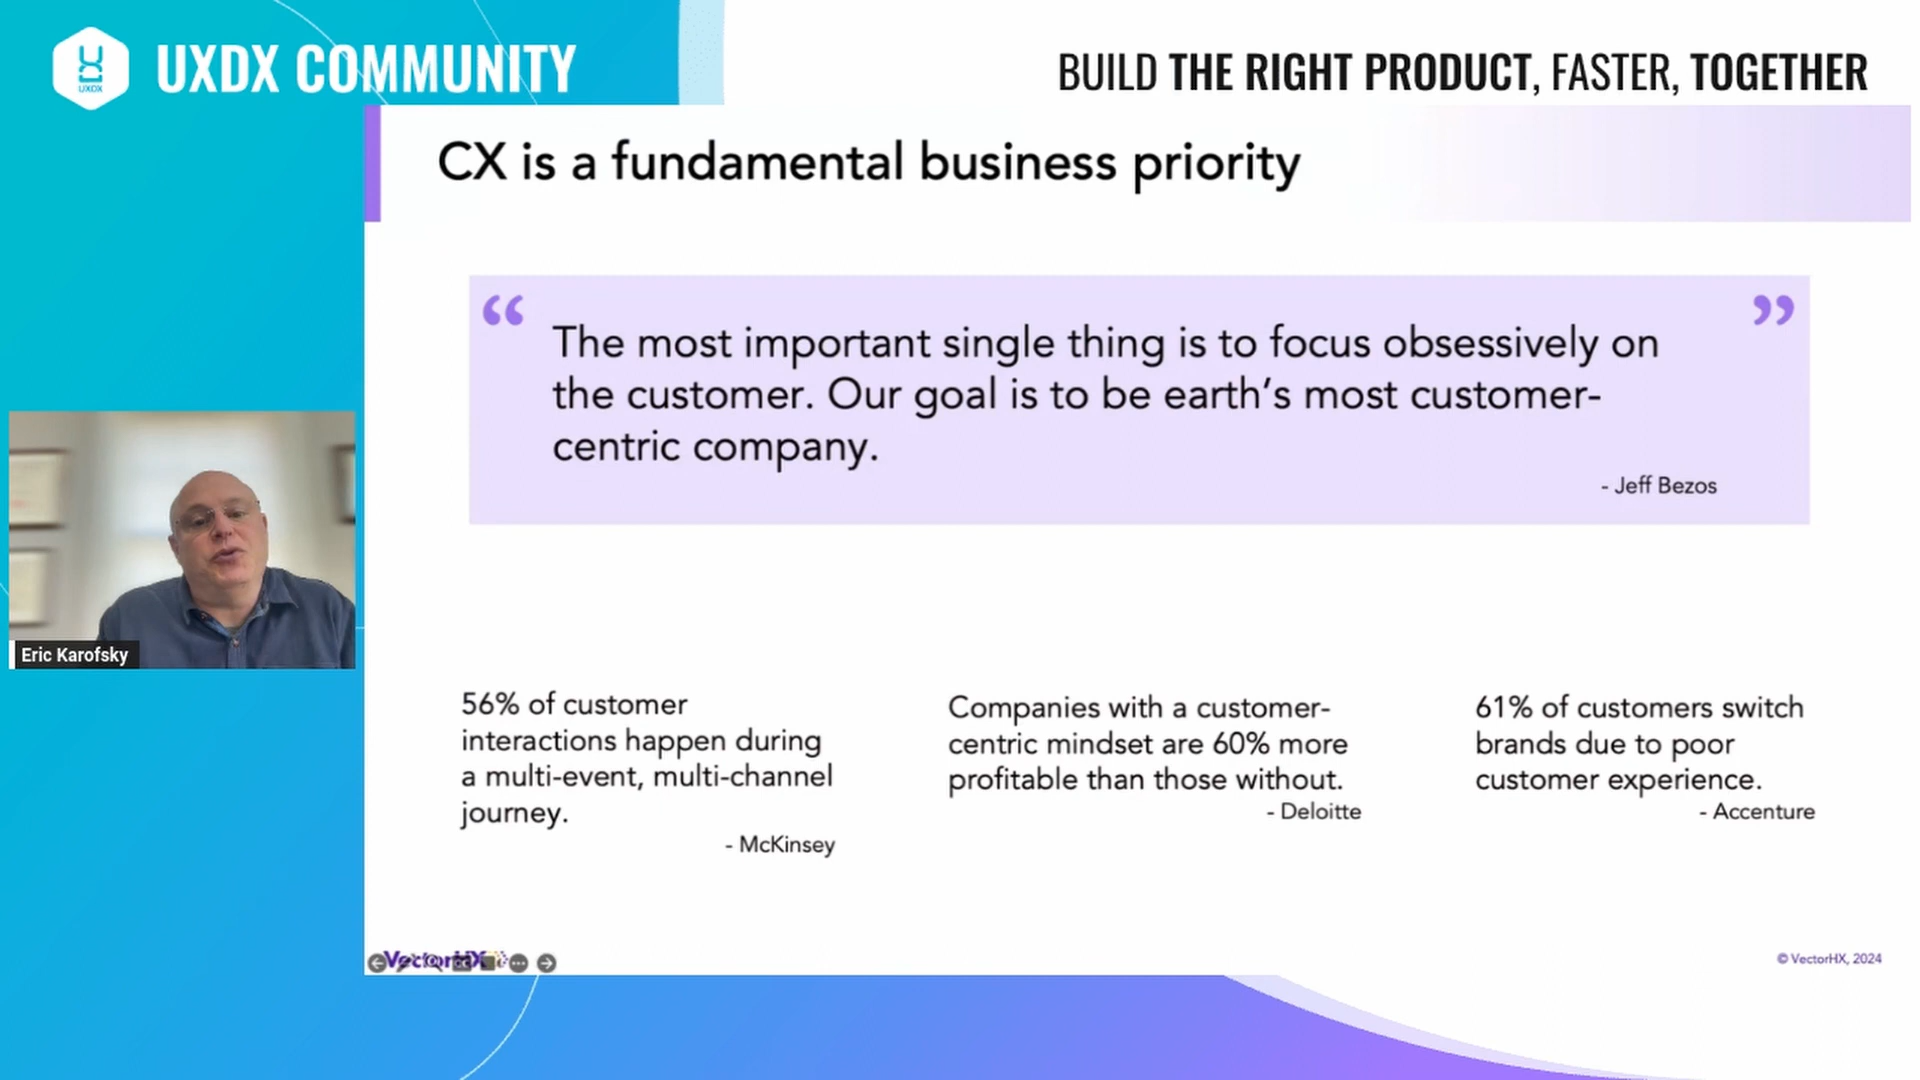 UXDX
UXDX COMMUNITY
BUILD THE RIGHT PRODUCT, FASTER, TOGETHER
CX is a fundamental business priority
“ ”
The most important single thing is to focus obsessively on
the customer. Our goal is to be earth’s most customer-
centric company.
- Jeff Bezos
Eric Karofsky
56% of customer
interactions happen during
a multi-event, multi-channel
journey.
- McKinsey
Companies with a customer-
centric mindset are 60% more
profitable than those without.
- Deloitte
61% of customers switch
brands due to poor
customer experience.
- Accenture
VectorHX
© VectorHX, 2024